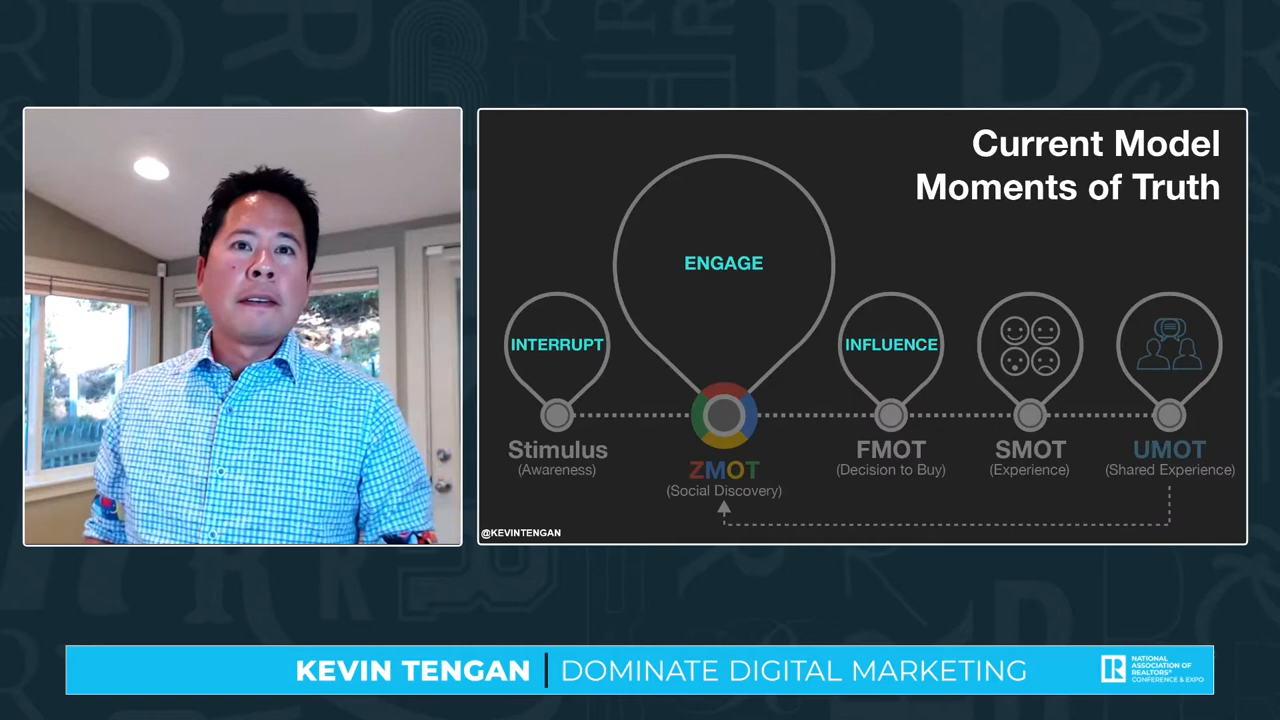 Current Model
Moments of Truth
ENGAGE
INTERRUPT
INFLUENCE
Stimulus
(Awareness)
ZMOT
(Social Discovery)
FMOT
(Decision to Buy)
SMOT
(Experience)
UMOT
(Shared Experience)
@KEVINTENGAN
KEVIN TENGAN
DOMINATE DIGITAL MARKETING
R
NATIONAL
ASSOCIATION OF
REALTORS®
CONFERENCE & EXPO